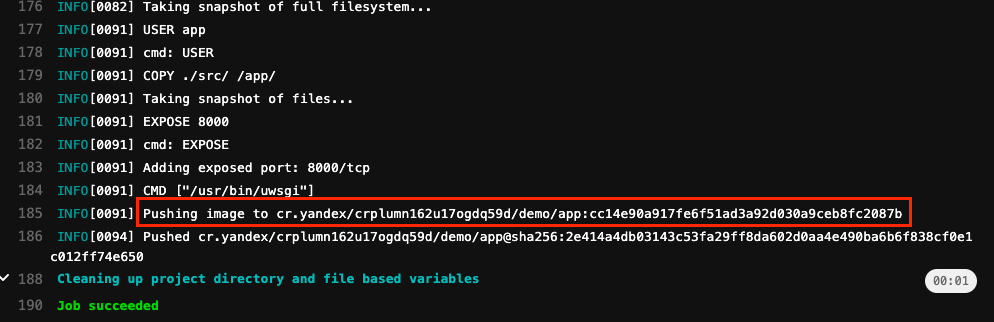 176 INFO[0082] Taking snapshot of full filesystem...
177 INFO[0091] USER app
178 INFO[0091] cmd: USER
179 INFO[0091] COPY ./src/ /app/
180 INFO[0091] Taking snapshot of files...
181 INFO[0091] EXPOSE 8000
182 INFO[0091] cmd: EXPOSE
183 INFO[0091] Adding exposed port: 8000/tcp
184 INFO[0091] CMD ["/usr/bin/uwsgi"]
185 INFO[0091] Pushing image to cr.yandex/crplumn162u17ogdq59d/demo/app:cc14e90a917fe6f51ad3a92d030a9ceb8fc2087b
186 INFO[0094] Pushed cr.yandex/crplumn162u17ogdq59d/demo/app@sha256:2e414a4db03143c53fa29ff8da602d0aa4e490ba6b6f838cf0e1
c012ff74e650
188 Cleaning up project directory and file based variables 00:01
190 Job succeeded